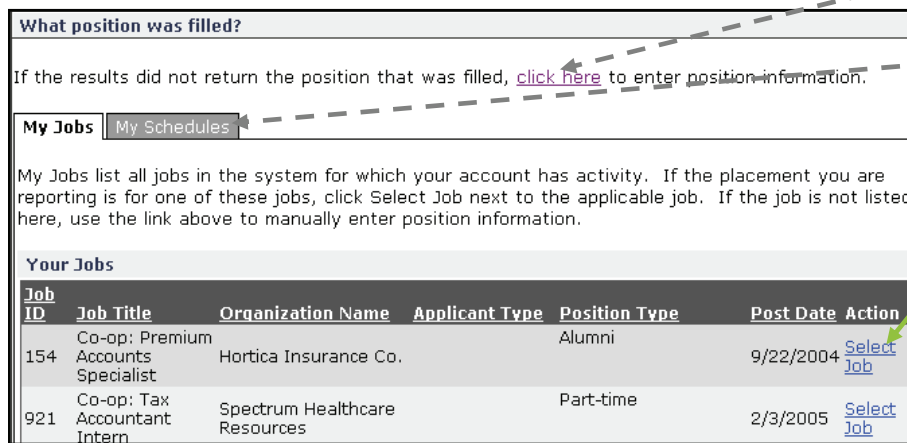 What position was filled?
If the results did not return the position that was filled, click here to enter position information.
My Jobs My Schedules
My Jobs list all jobs in the system for which your account has activity. If the placement you are
reporting is for one of these jobs, click Select Job next to the applicable job. If the job is not listed
here, use the link above to manually enter position information.
Your Jobs
Job ID Job Title Organization Name Applicant Type Position Type Post Date Action
154 Co-op: Premium Accounts Specialist Hortica Insurance Co. Alumni 9/22/2004 Select Job
921 Co-op: Tax Accountant Intern Spectrum Healthcare Resources Part-time 2/3/2005 Select Job